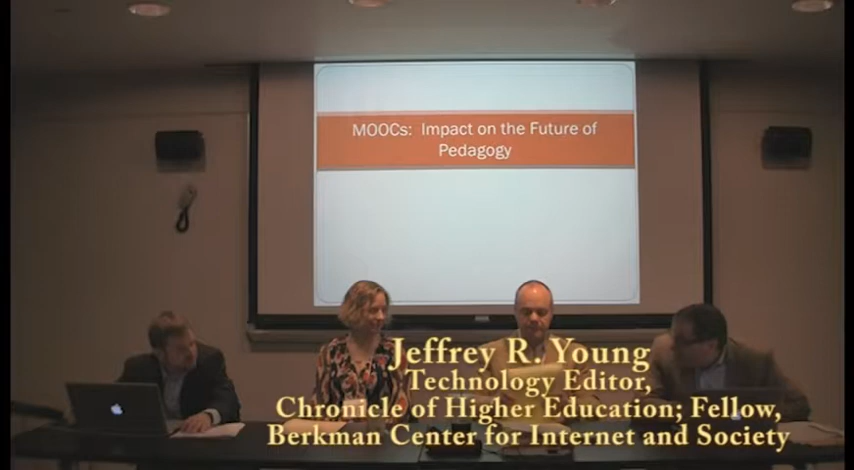 MOOCs: Impact on the Future of
Pedagogy
Jeffrey R. Young
Technology Editor,
Chronicle of Higher Education; Fellow,
Berkman Center for Internet and Society